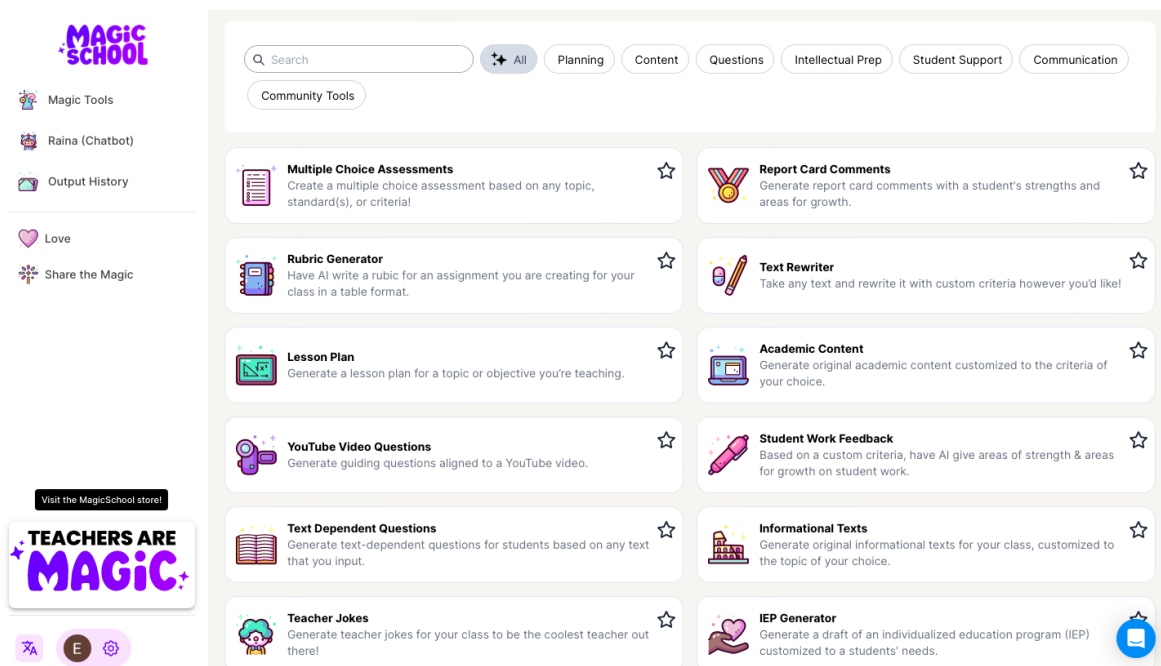 MAGIC
SCHOOL
Magic Tools
Raina (Chatbot)
Output History
Love
Share the Magic
Visit the MagicSchool store!
TEACHERS ARE
MAGIC
E
Search
All
Planning
Content
Questions
Intellectual Prep
Student Support
Communication
Community Tools
Multiple Choice Assessments
Create a multiple choice assessment based on any topic,
standard(s), or criteria!
Report Card Comments
Generate report card comments with a student's strengths and
areas for growth.
Rubric Generator
Have AI write a rubic for an assignment you are creating for your
class in a table format.
Text Rewriter
Take any text and rewrite it with custom criteria however you'd like!
Lesson Plan
Generate a lesson plan for a topic or objective you're teaching.
Academic Content
Generate original academic content customized to the criteria of
your choice.
YouTube Video Questions
Generate guiding questions aligned to a YouTube video.
Student Work Feedback
Based on a custom criteria, have AI give areas of strength & areas
for growth on student work.
Text Dependent Questions
Generate text-dependent questions for students based on any text
that you input.
Informational Texts
Generate original informational texts for your class, customized to
the topic of your choice.
Teacher Jokes
Generate teacher jokes for your class to be the coolest teacher out
there!
IEP Generator
Generate a draft of an individualized education program (IEP)
customized to a students' needs.